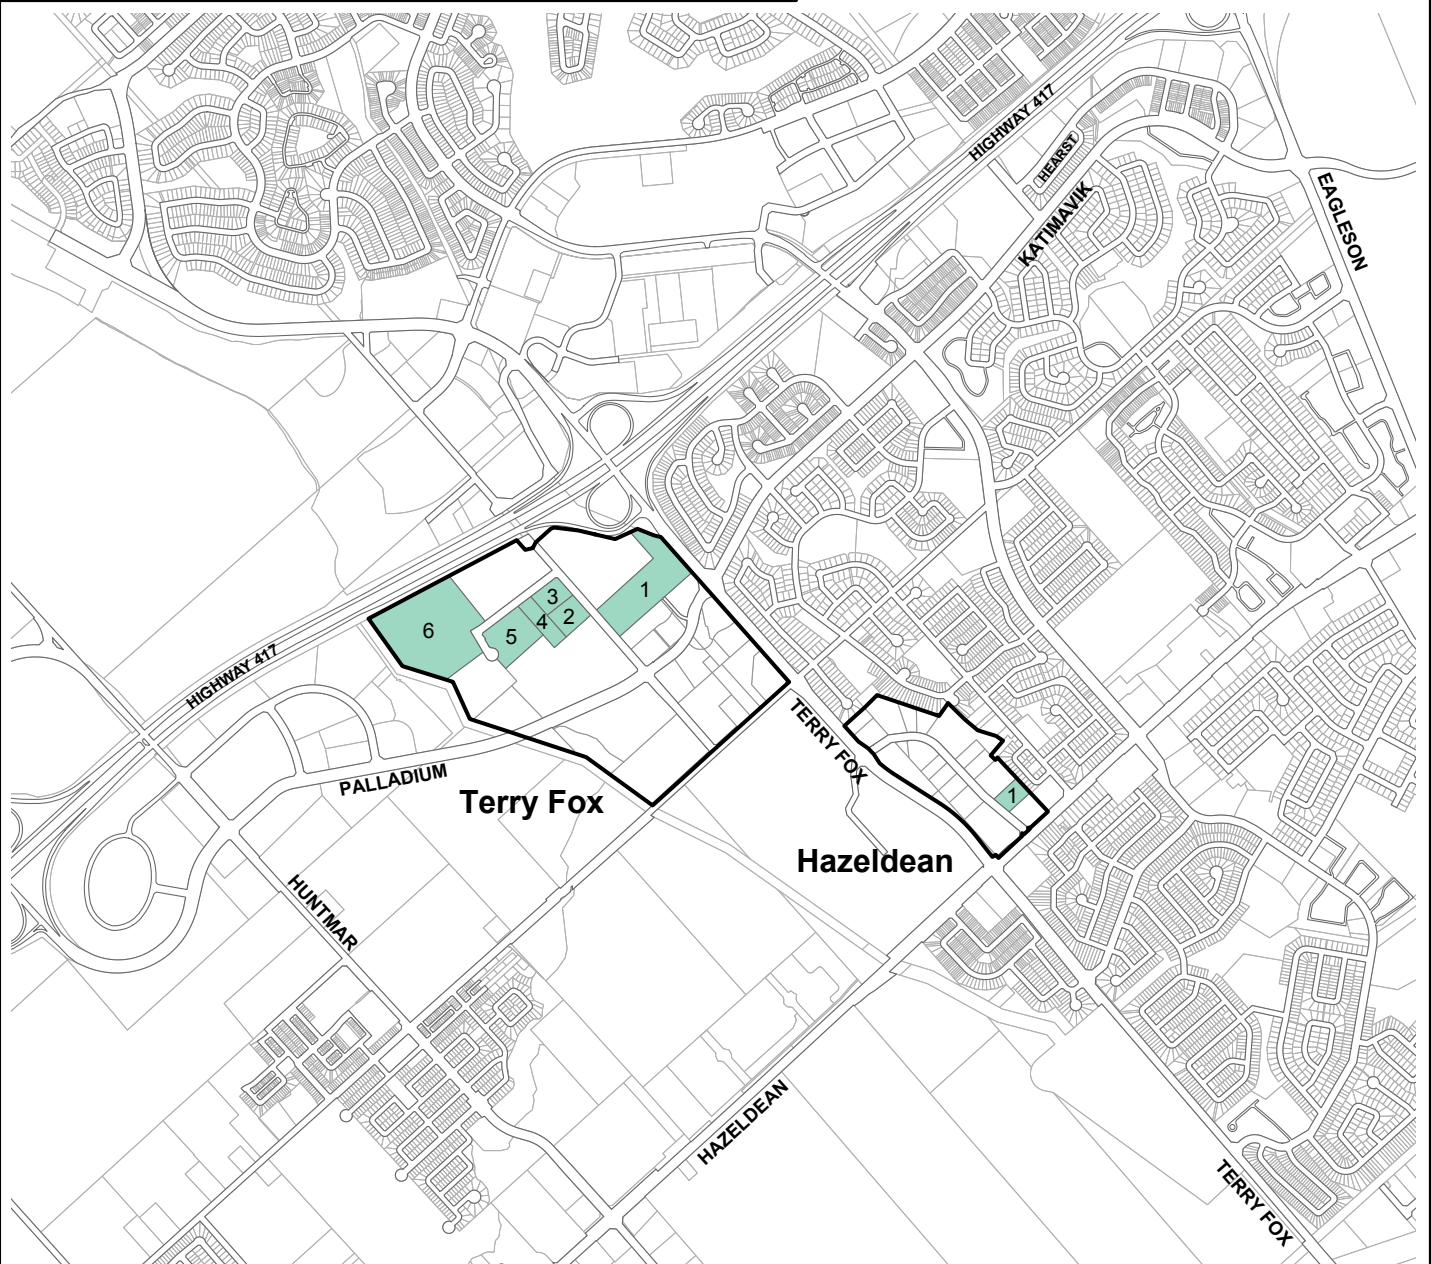 HIGHWAY 417
HEARST
KATIMAVIK
EAGLESON
1
3
2
4
5
6
HIGHWAY 417
TERRY FOX
PALLADIUM
Terry Fox
1
Hazeldean
HUNTMAR
HAZELDEAN
TERRY FOX